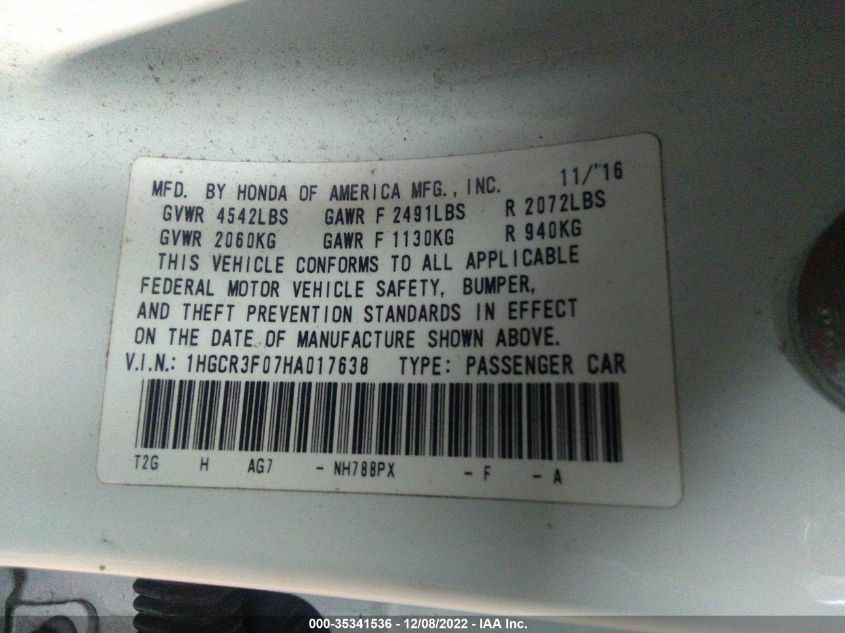 MFD. BY HONDA OF AMERICA MFG., INC. 11/'16
GVWR 4542LBS GAWR F 2491LBS R 2072LBS
GVWR 2060KG GAWR F 1130KG R 940KG
THIS VEHICLE CONFORMS TO ALL APPLICABLE
FEDERAL MOTOR VEHICLE SAFETY, BUMPER,
AND THEFT PREVENTION STANDARDS IN EFFECT
ON THE DATE OF MANUFACTURE SHOWN ABOVE.
V.I.N.: 1HGCR3F07HA017638 TYPE: PASSENGER CAR
T2G H AG7 - NH788PX - F - A
000-35341536 - 12/08/2022 - IAA Inc.